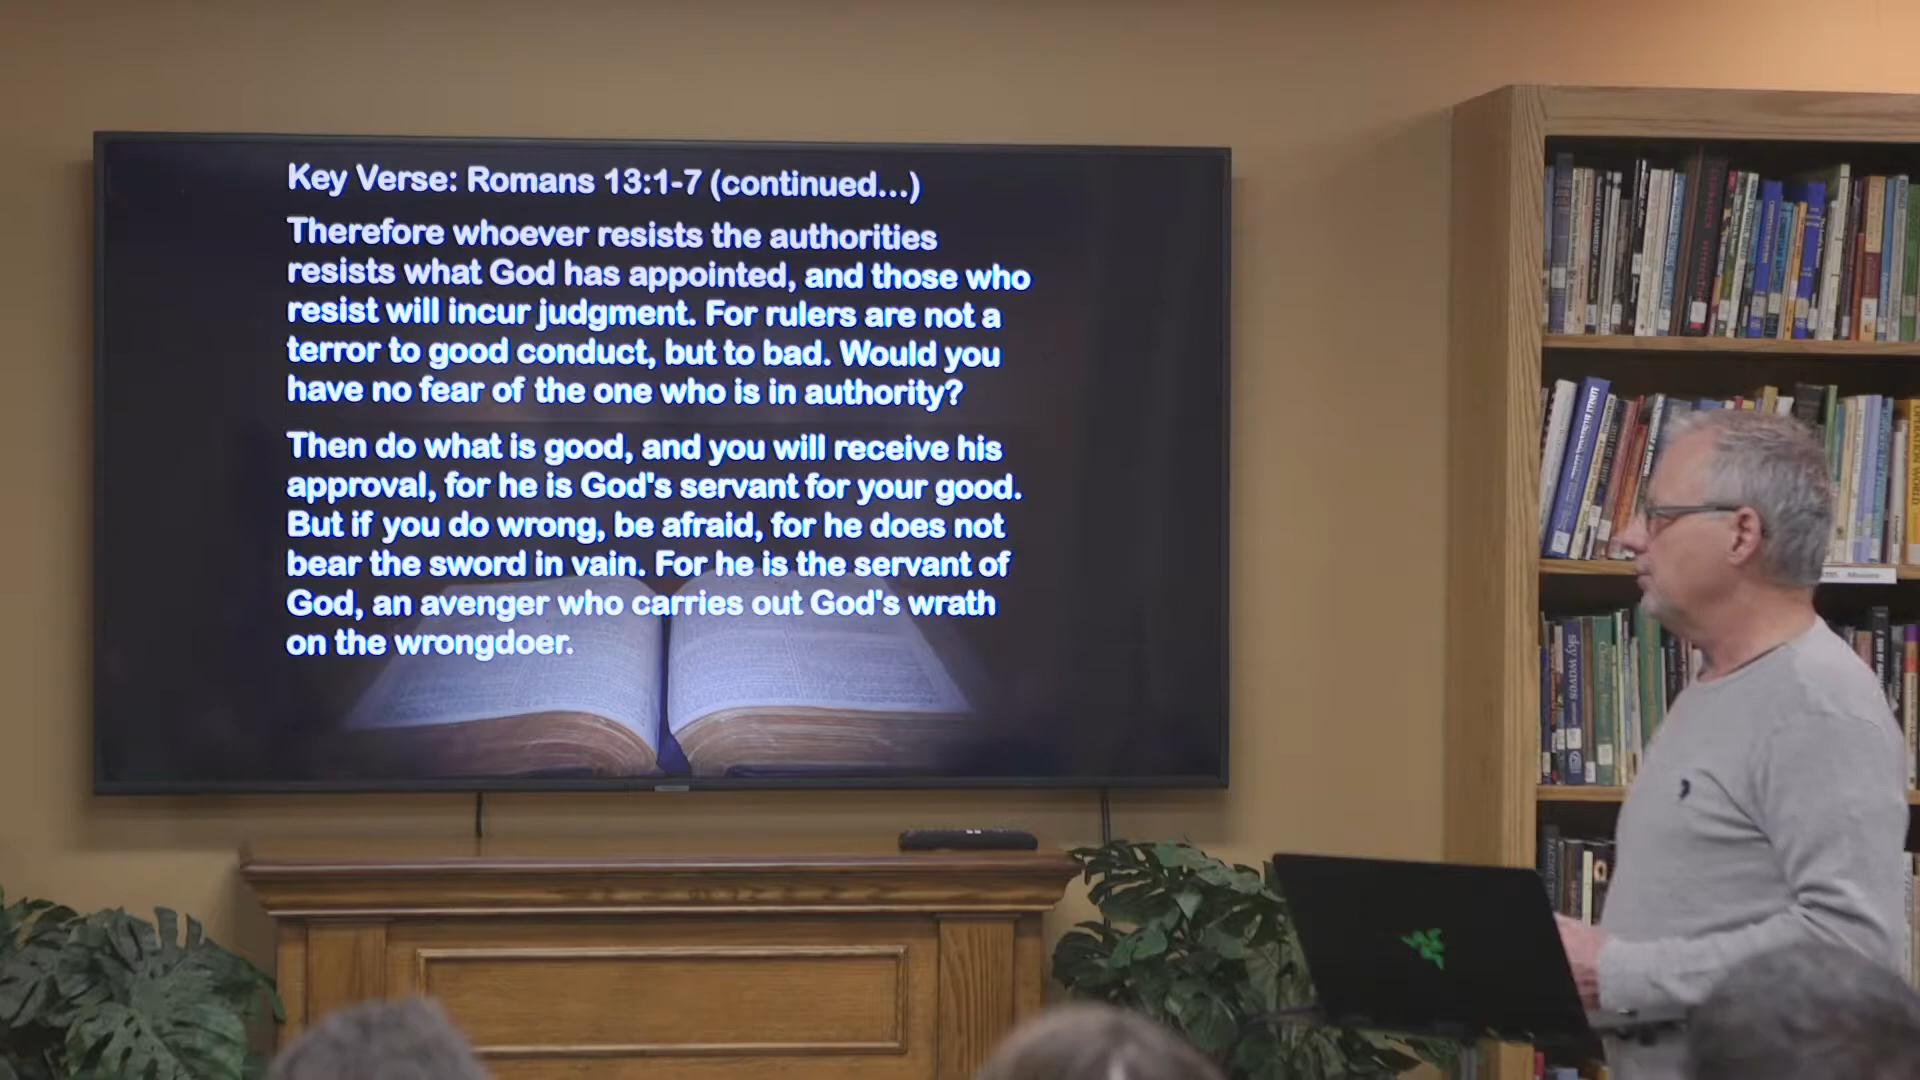 Key Verse: Romans 13:1-7 (continued...)
Therefore whoever resists the authorities
resists what God has appointed, and those who
resist will incur judgment. For rulers are not a
terror to good conduct, but to bad. Would you
have no fear of the one who is in authority?
Then do what is good, and you will receive his
approval, for he is God's servant for your good.
But if you do wrong, be afraid, for he does not
bear the sword in vain. For he is the servant of
God, an avenger who carries out God's wrath
on the wrongdoer.
OPERATION WORLD
sky waves